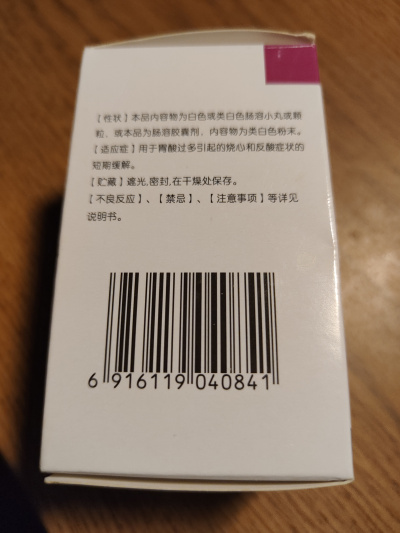 【性状】本品内容物为白色或类白色肠溶小丸或颗
粒，或本品为肠溶胶囊剂，内容物为类白色粉末。
【适应症】用于胃酸过多引起的烧心和反酸症状的
短期缓解。
【贮藏】遮光,密封,在干燥处保存。
【不良反应】、【禁忌】、【注意事项】等详见
说明书。
6 916119 040841